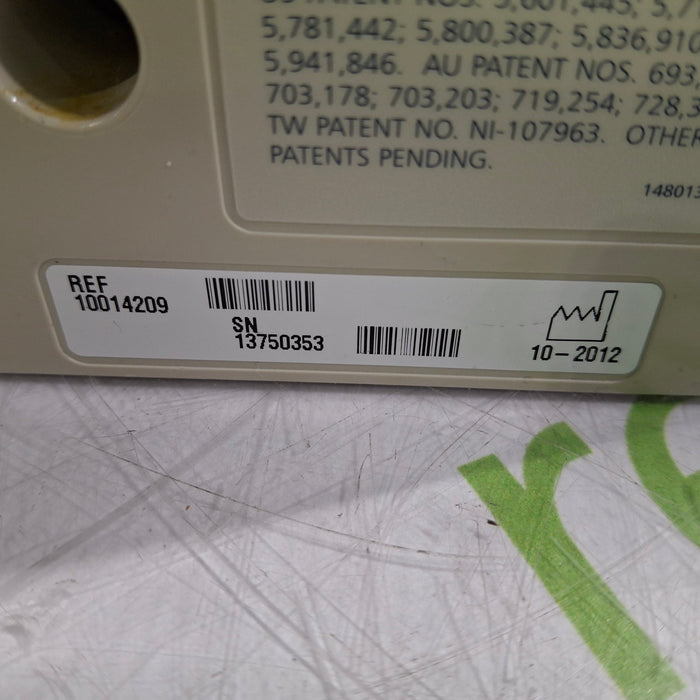 5,781,442; 5,800,387; 5,836,910
5,941,846. AU PATENT NOS. 693,
703,178; 703,203; 719,254; 728,3
TW PATENT NO. NI-107963. OTHER
PATENTS PENDING.
148013
REF
10014209
SN
13750353
10-2012
re